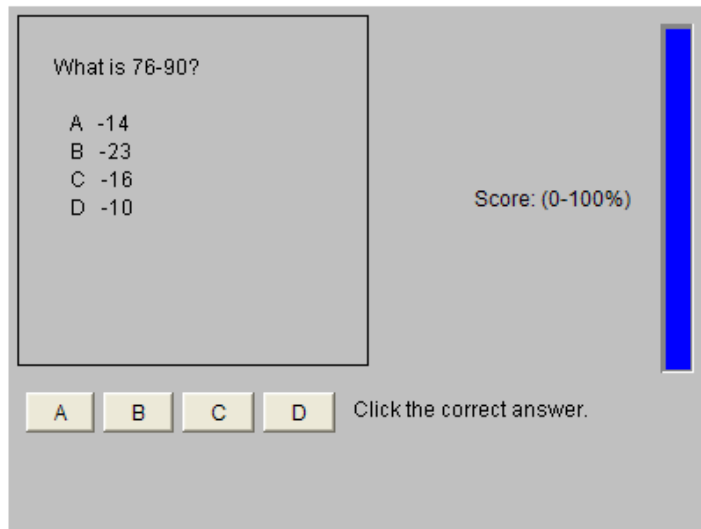 What is 76-90?
A -14
B -23
C -16
D -10
Score: (0-100%)
A B C D Click the correct answer.